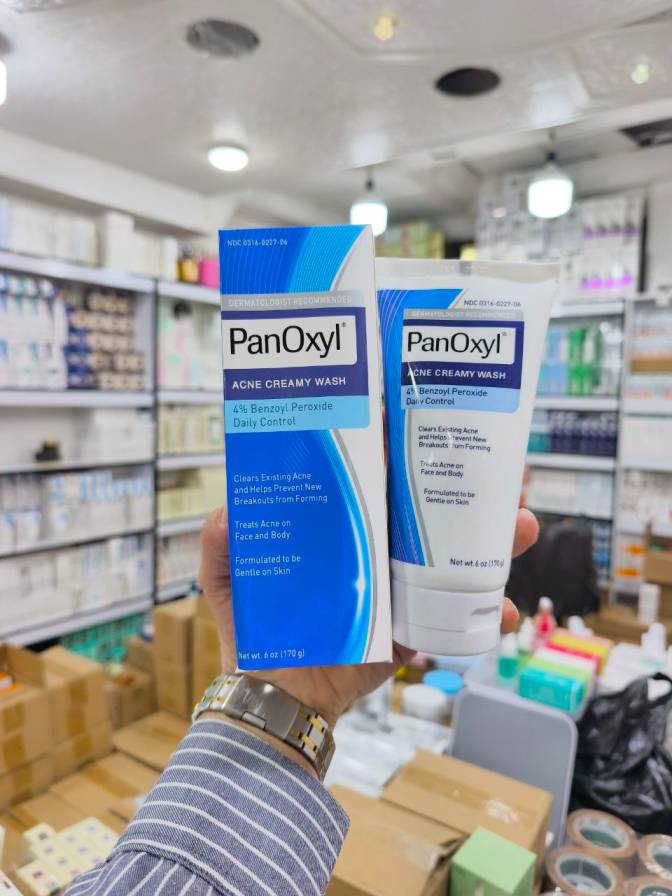 NDC 0316-0227-06
DERMATOLOGIST RECOMMENDED
PanOxyl®
ACNE CREAMY WASH
4% Benzoyl Peroxide
Daily Control
Clears Existing Acne
and Helps Prevent New
Breakouts from Forming
Treats Acne on
Face and Body
Formulated to be
Gentle on Skin
Net wt. 6 oz (170 g)
NDC 0316-0227-06
DERMATOLOGIST RECOMMENDED
PanOxyl®
ACNE CREAMY WASH
4% Benzoyl Peroxide
Daily Control
Clears Existing Acne
and Helps Prevent New
Breakouts from Forming
Treats Acne on
Face and Body
Formulated to be
Gentle on Skin
Net wt. 6 oz (170 g)